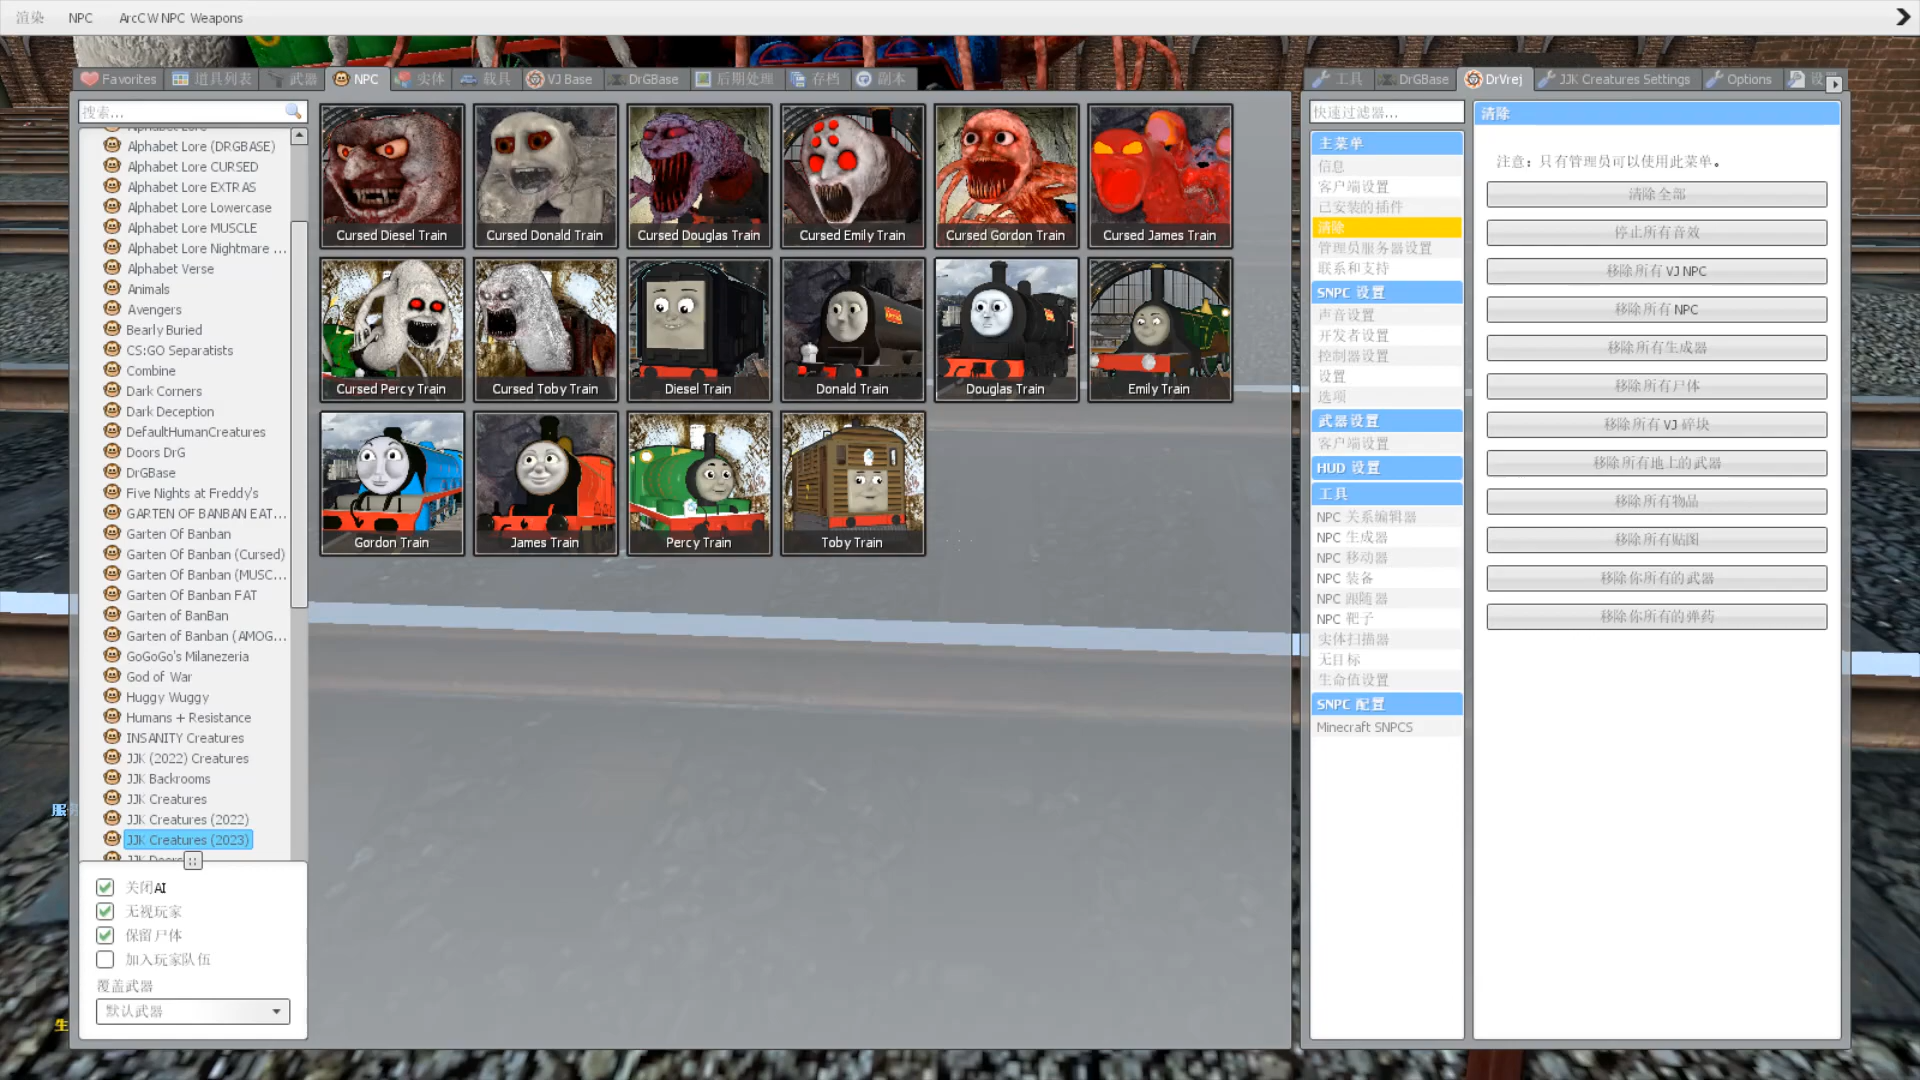 渲染 NPC ArcCW NPC Weapons
Favorites 道具列表 武器 NPC 实体 载具 VJ Base DrGBase 后期处理 存档 副本
搜索...
Alphabet Lore
Alphabet Lore (DRGBASE)
Alphabet Lore CURSED
Alphabet Lore EXTRAS
Alphabet Lore Lowercase
Alphabet Lore MUSCLE
Alphabet Lore Nightmare ...
Alphabet Verse
Animals
Avengers
Bearly Buried
CS:GO Separatists
Combine
Dark Corners
Dark Deception
DefaultHumanCreatures
Doors DrG
DrGBase
Five Nights at Freddy's
GARTEN OF BANBAN EAT...
Garten Of Banban
Garten Of Banban (Cursed)
Garten Of Banban (MUSC...
Garten Of Banban FAT
Garten of BanBan
Garten of Banban (AMOG...
GoGoGo's Milanezeria
God of War
Huggy Wuggy
Humans + Resistance
INSANITY Creatures
JJK (2022) Creatures
JJK Backrooms
JJK Creatures
JJK Creatures (2022)
JJK Creatures (2023)
JJK Doors
关闭AI
无视玩家
保留尸体
加入玩家队伍
覆盖武器
默认武器
Cursed Diesel Train
Cursed Donald Train
Cursed Douglas Train
Cursed Emily Train
Cursed Gordon Train
Cursed James Train
Cursed Percy Train
Cursed Toby Train
Diesel Train
Donald Train
Douglas Train
Emily Train
Gordon Train
James Train
Percy Train
Toby Train
工具 DrGBase DrVrej JJK Creatures Settings Options 设
快速过滤器...
主菜单
信息
客户端设置
已安装的插件
清除
管理员服务器设置
联系和支持
SNPC 设置
声音设置
开发者设置
控制器设置
设置
选项
武器设置
客户端设置
HUD 设置
工具
NPC 关系编辑器
NPC 生成器
NPC 移动器
NPC 装备
NPC 跟随器
NPC 靶子
实体扫描器
无目标
生命值设置
SNPC 配置
Minecraft SNPCS
清除
注意：只有管理员可以使用此菜单。
清除全部
停止所有音效
移除所有 VJ NPC
移除所有 NPC
移除所有生成器
移除所有尸体
移除所有 VJ 碎块
移除所有地上的武器
移除所有物品
移除所有贴图
移除你所有的武器
移除你所有的弹药
服
生